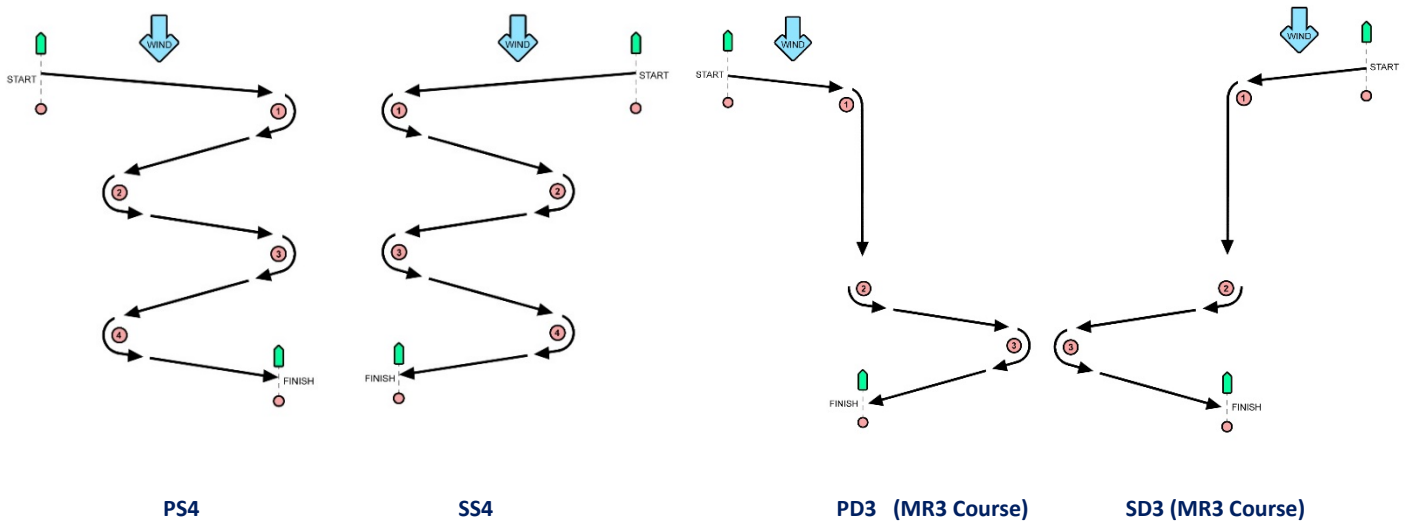 WIND
START
1
2
3
4
FINISH
PS4
WIND
START
1
2
3
4
FINISH
SS4
WIND
START
1
2
3
FINISH
PD3 (MR3 Course)
WIND
START
1
2
3
FINISH
SD3 (MR3 Course)